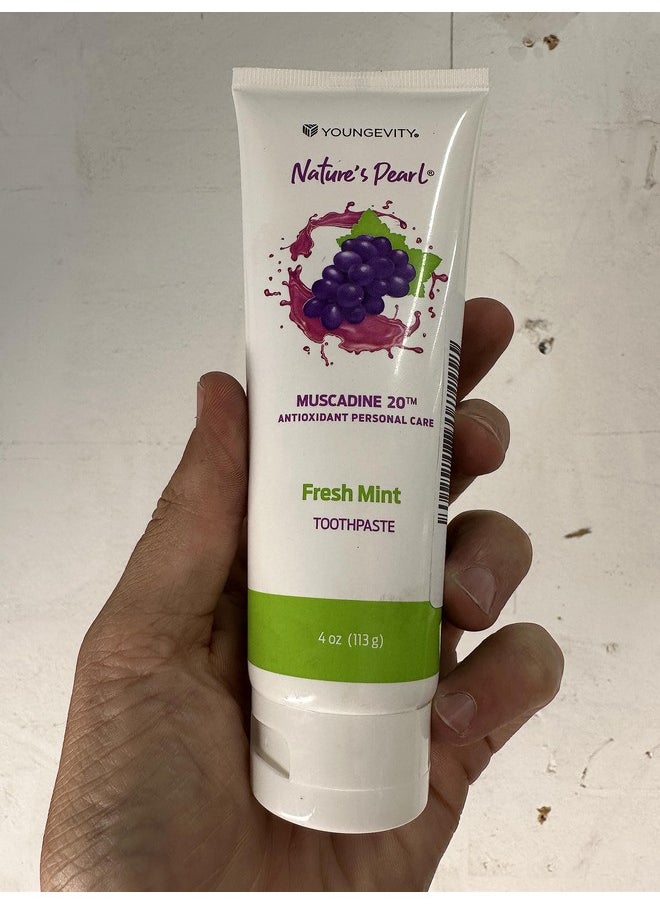 YOUNGEVITY®
Nature's Pearl®
MUSCADINE 20™
ANTIOXIDANT PERSONAL CARE
Fresh Mint
TOOTHPASTE
4 oz (113 g)